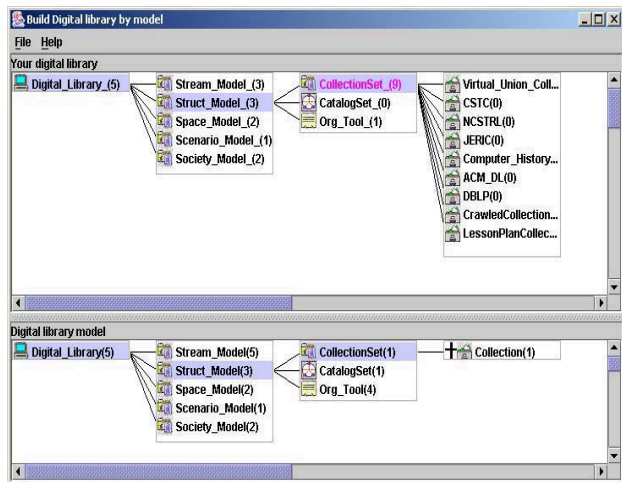 Build Digital library by model
File Help
Your digital library
Digital_Library_(5) Stream_Model_(3) CollectionSet_(9) Virtual_Union_Coll...
Struct_Model_(3) CatalogSet_(0) CSTC(0)
Space_Model_(2) Org_Tool_(1) NCSTRL(0)
Scenario_Model_(1) JERIC(0)
Society_Model_(2) Computer_History...
ACM_DL(0)
DBLP(0)
CrawledCollection...
LessonPlanCollec...
Digital library model
Digital_Library(5) Stream_Model(5) CollectionSet(1) Collection(1)
Struct_Model(3) CatalogSet(1)
Space_Model(2) Org_Tool(4)
Scenario_Model(1)
Society_Model(2)